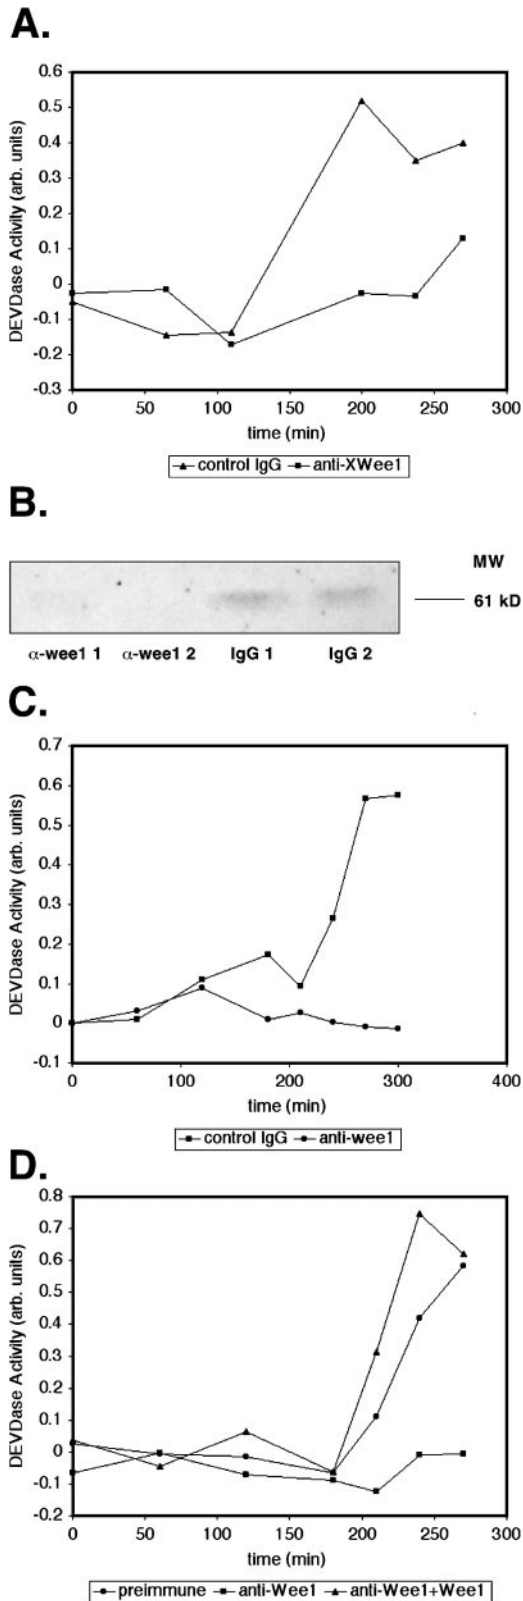 A.
0.6
0.5
0.4
0.3
0.2
0.1
0
-0.1
-0.2
-0.3
DEVDase Activity (arb. units)
0 50 100 150 200 250 300
time (min)
control IgG anti-XWee1
B.
MW
61 kD
α-wee1 1 α-wee1 2 IgG 1 IgG 2
C.
0.7
0.6
0.5
0.4
0.3
0.2
0.1
0
-0.1
DEVDase Activity (arb. units)
0 100 200 300 400
time (min)
control IgG anti-wee1
D.
0.8
0.7
0.6
0.5
0.4
0.3
0.2
0.1
0
-0.1
-0.2
DEVDase Activity (arb. units)
0 50 100 150 200 250 300
time (min)
preimmune anti-Wee1 anti-Wee1+Wee1